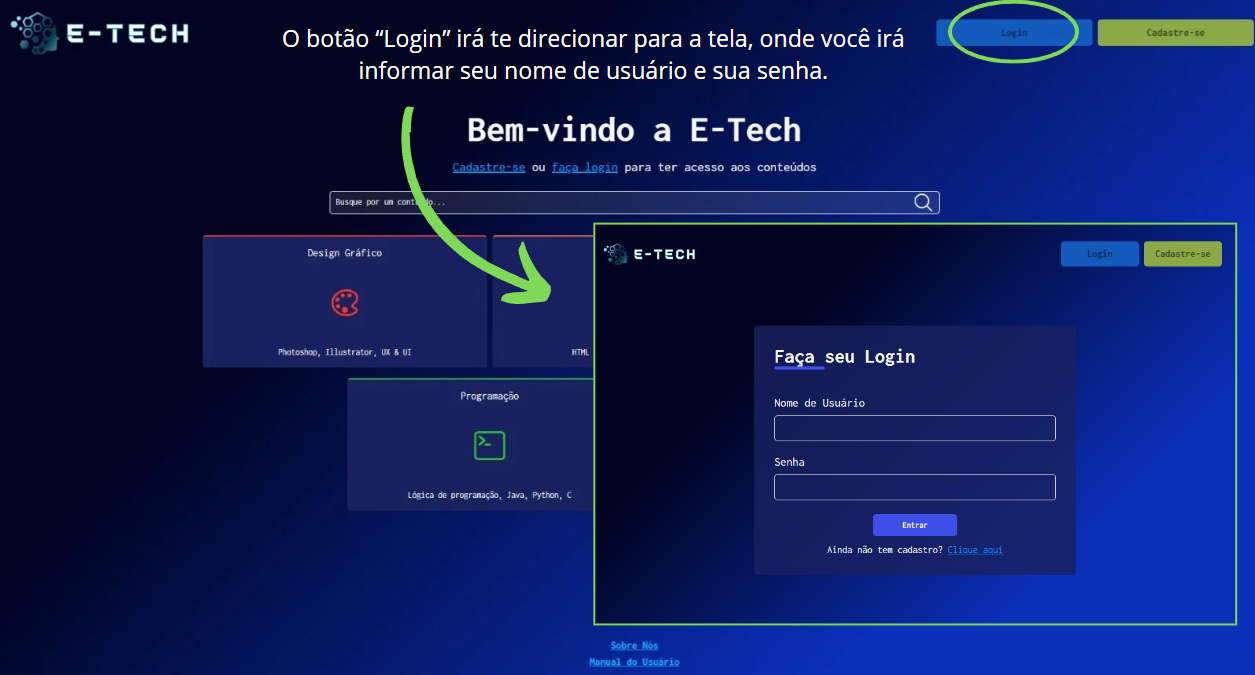 E-TECH
O botão “Login” irá te direcionar para a tela, onde você irá
informar seu nome de usuário e sua senha.
Login
Cadastre-se
Bem-vindo a E-Tech
Cadastre-se ou faça login para ter acesso aos conteúdos
Busque por um
Design Gráfico
Photoshop, Illustrator, UX & UI
HTML
Programação
Lógica de programação, Java, Python, C
E-TECH
Login
Cadastre-se
Faça seu Login
Nome de Usuário
Senha
Entrar
Ainda não tem cadastro? Clique aqui
Sobre Nós
Manual do Usuário